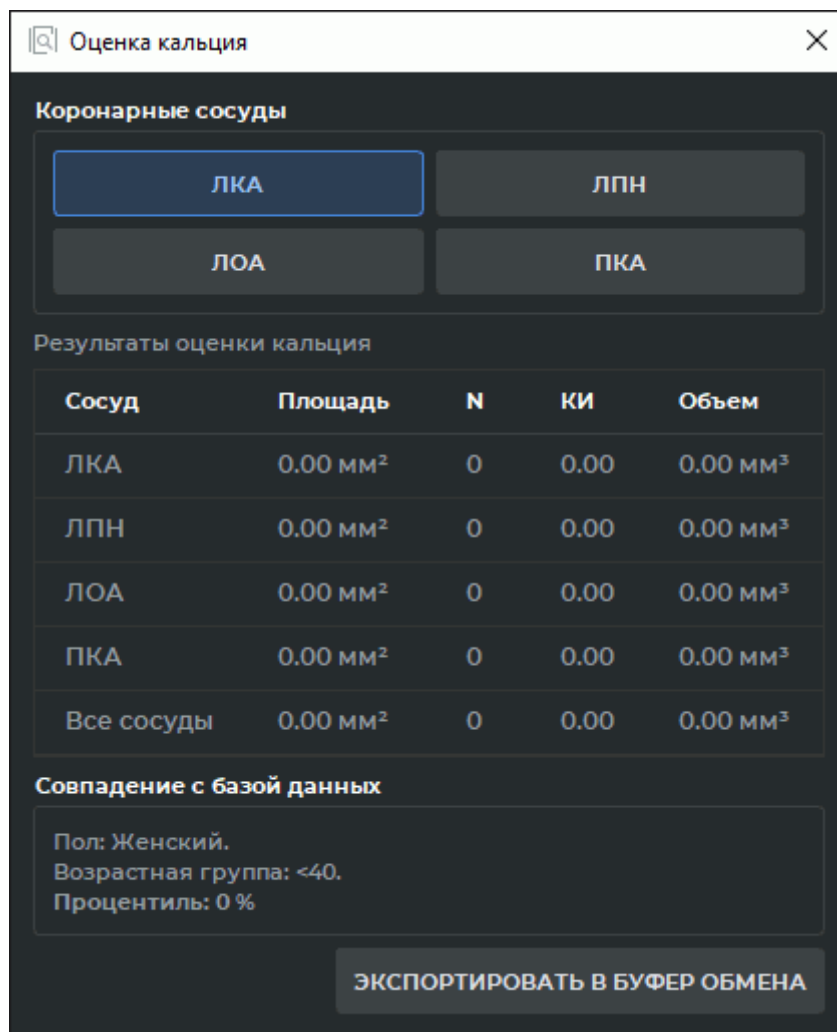 Оценка кальция
Коронарные сосуды
ЛКА ЛПН
ЛОА ПКА
Результаты оценки кальция
Сосуд Площадь N КИ Объем
ЛКА 0.00 мм² 0 0.00 0.00 мм³
ЛПН 0.00 мм² 0 0.00 0.00 мм³
ЛОА 0.00 мм² 0 0.00 0.00 мм³
ПКА 0.00 мм² 0 0.00 0.00 мм³
Все сосуды 0.00 мм² 0 0.00 0.00 мм³
Совпадение с базой данных
Пол: Женский.
Возрастная группа: <40.
Процентиль: 0 %
ЭКСПОРТИРОВАТЬ В БУФЕР ОБМЕНА